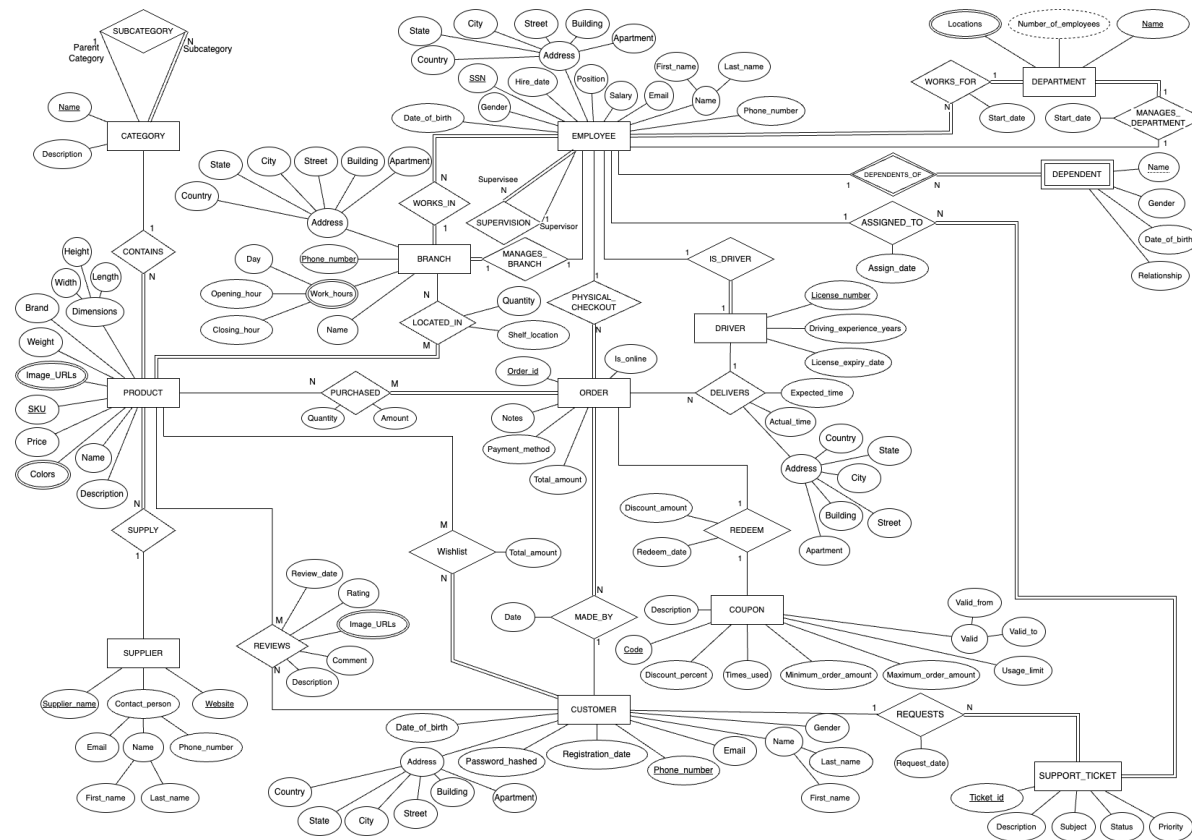 SUBCATEGORY
1
N
Parent
Category
Subcategory
Name
CATEGORY
Description
1
CONTAINS
N
Height
Length
Width
Dimensions
Brand
Weight
Image_URLs
SKU
Price
Colors
Name
Description
PRODUCT
N
SUPPLY
1
SUPPLIER
Supplier_name
Contact_person
Website
Email
Name
Phone_number
First_name
Last_name
State
City
Street
Building
Apartment
Country
Address
SSN
Hire_date
Position
First_name
Last_name
Gender
Salary
Email
Name
Date_of_birth
Phone_number
EMPLOYEE
Locations
Number_of_employees
Name
WORKS_FOR
1
N
DEPARTMENT
Start_date
1
Start_date
MANAGES_
DEPARTMENT
1
DEPENDENTS_OF
1
N
DEPENDENT
Name
Gender
Date_of_birth
Relationship
1
ASSIGNED_TO
N
Assign_date
State
City
Street
Building
Apartment
Country
Address
N
WORKS_IN
1
Supervisee
N
SUPERVISION
1
Supervisor
Phone_number
BRANCH
1
MANAGES_
BRANCH
1
Day
Opening_hour
Work_hours
Closing_hour
Name
N
LOCATED_IN
M
Quantity
Shelf_location
1
PHYSICAL_
CHECKOUT
N
1
IS_DRIVER
1
DRIVER
License_number
Driving_experience_years
License_expiry_date
1
DELIVERS
N
Expected_time
Actual_time
Country
State
Address
City
Building
Street
Apartment
N
PURCHASED
M
Quantity
Amount
Order_id
Is_online
ORDER
Notes
Payment_method
Total_amount
M
Wishlist
N
Total_amount
1
REDEEM
1
Discount_amount
Redeem_date
N
MADE_BY
1
Date
COUPON
Description
Code
Discount_percent
Times_used
Minimum_order_amount
Maximum_order_amount
Usage_limit
Valid
Valid_from
Valid_to
M
REVIEWS
N
Review_date
Rating
Image_URLs
Comment
Description
CUSTOMER
Date_of_birth
Address
Country
State
City
Street
Building
Apartment
Password_hashed
Registration_date
Phone_number
Email
Name
Gender
Last_name
First_name
1
REQUESTS
N
Request_date
SUPPORT_TICKET
Ticket_id
Description
Subject
Status
Priority